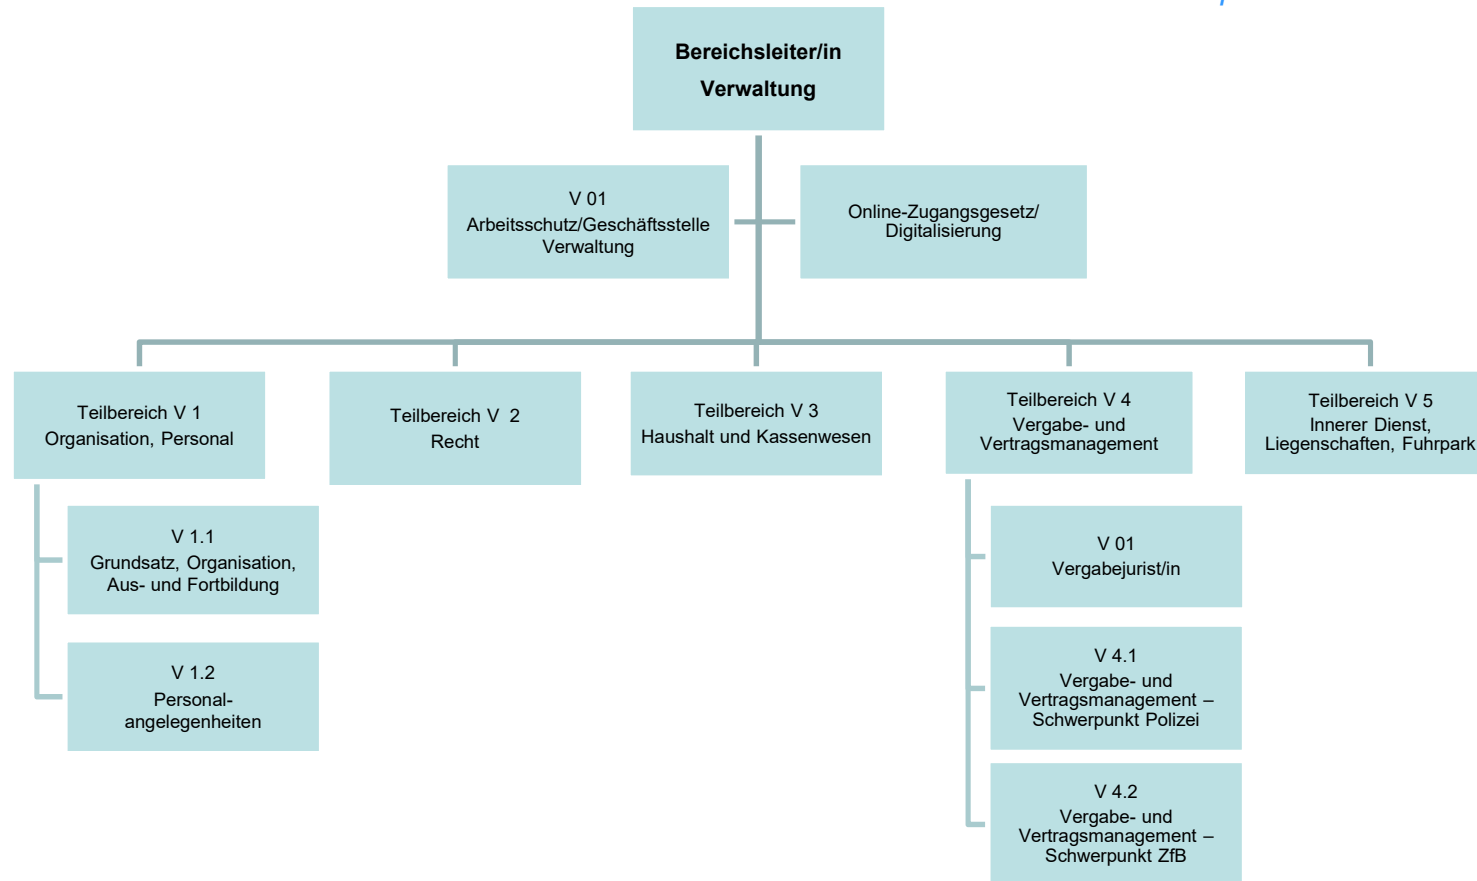 Bereichsleiter/in
Verwaltung
V 01
Arbeitsschutz/Geschäftsstelle
Verwaltung
Online-Zugangsgesetz/
Digitalisierung
Teilbereich V 1
Organisation, Personal
Teilbereich V  2
Recht
Teilbereich V 3
Haushalt und Kassenwesen
Teilbereich V 4
Vergabe- und
Vertragsmanagement
Teilbereich V 5
Innerer Dienst,
Liegenschaften, Fuhrpark
V 1.1
Grundsatz, Organisation,
Aus- und Fortbildung
V 1.2
Personal-
angelegenheiten
V 01
Vergabejurist/in
V 4.1
Vergabe- und
Vertragsmanagement –
Schwerpunkt Polizei
V 4.2
Vergabe- und
Vertragsmanagement –
Schwerpunkt ZfB